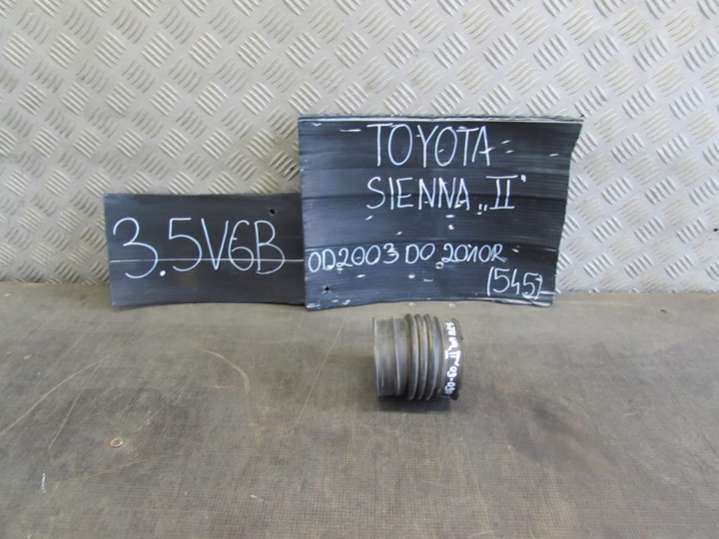 3.5V6B
TOYOTA
SIENNA „II"
OD2003 DO 2010R
(545)